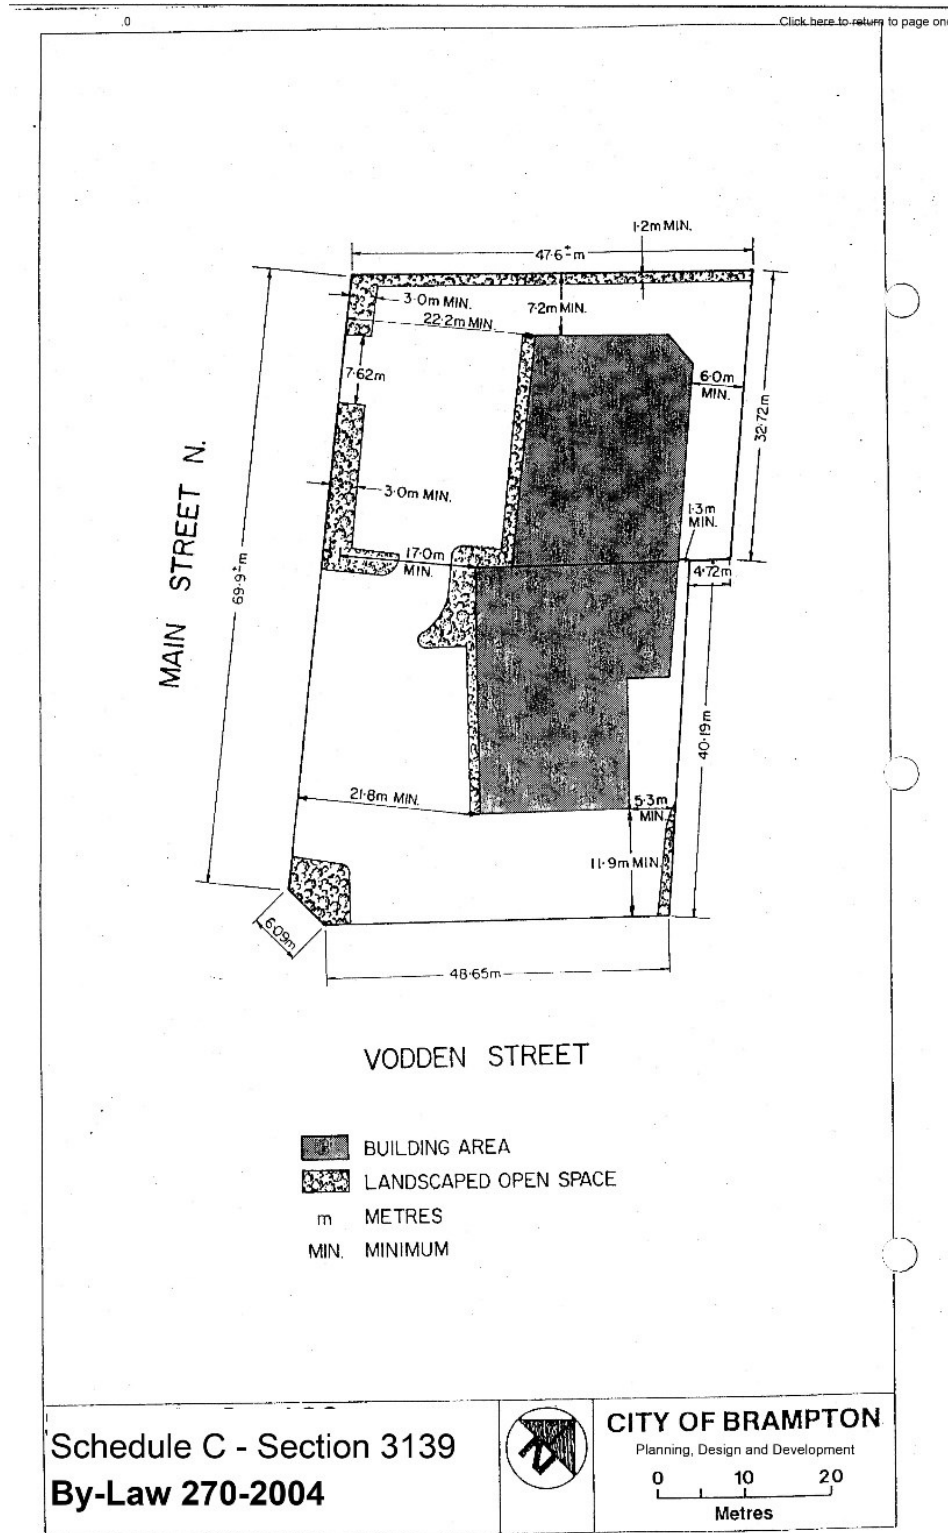 .0
Click here to return to page on
1·2m MIN.
47·6±m
3·0m MIN.
22·2m MIN.
7·2m MIN.
7·62m
6·0m
MIN.
32·72m
MAIN STREET N.
69·9±m
3·0m MIN.
1·3m
MIN.
17·0m
MIN.
4·72m
40·19m
21·8m MIN.
5·3m
MIN.
11·9m MIN.
6·09m
48·65m
VODDEN STREET
BUILDING AREA
LANDSCAPED OPEN SPACE
m METRES
MIN. MINIMUM
Schedule C - Section 3139
By-Law 270-2004
Z
CITY OF BRAMPTON
Planning, Design and Development
0 10 20
Metres